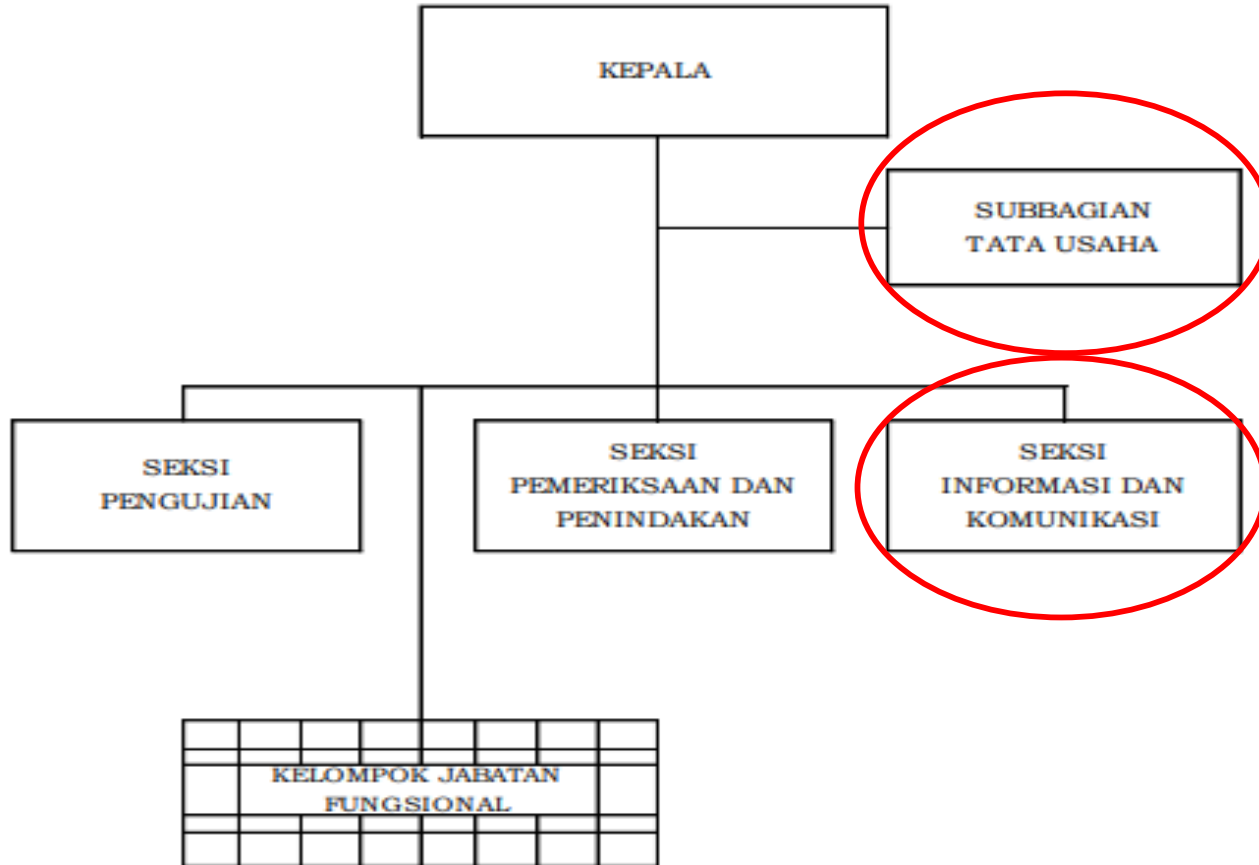 KEPALA
SUBBAGIAN
TATA USAHA
SEKSI
PENGUJIAN
SEKSI
PEMERIKSAAN DAN
PENINDAKAN
SEKSI
INFORMASI DAN
KOMUNIKASI
KELOMPOK JABATAN
FUNGSIONAL